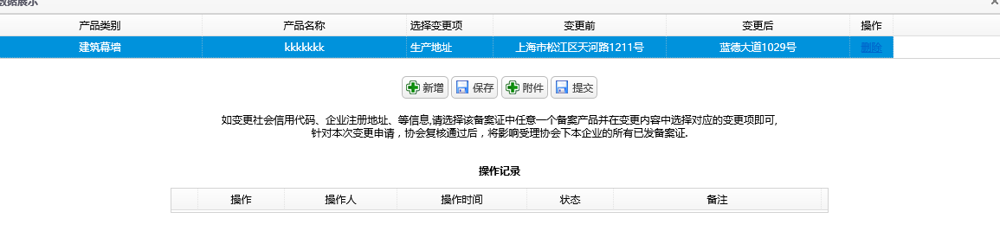 数据展示
产品类别 产品名称 选择变更项 变更前 变更后 操作
建筑幕墙 kkkkkkk 生产地址 上海市松江区天河路1211号 蓝德大道1029号 删除
新增 保存 附件 提交
如变更社会信用代码、企业注册地址、等信息,请选择该备案证中任意一个备案产品并在变更内容中选择对应的变更项即可,
针对本次变更申请，协会复核通过后，将影响受理协会下本企业的所有已发备案证.
操作记录
操作 操作人 操作时间 状态 备注